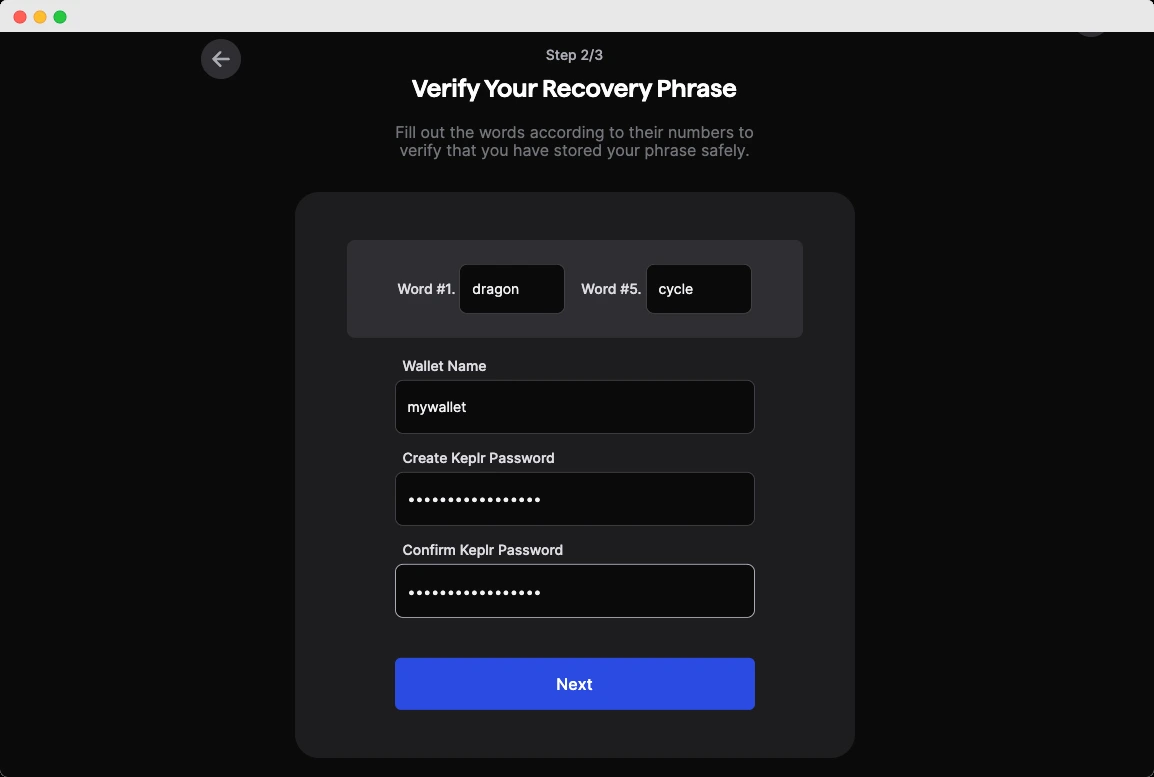 Step 2/3
Verify Your Recovery Phrase
Fill out the words according to their numbers to
verify that you have stored your phrase safely.
Word #1. dragon Word #5. cycle
Wallet Name
mywallet
Create Keplr Password
•••••••••••••••••
Confirm Keplr Password
•••••••••••••••••
Next